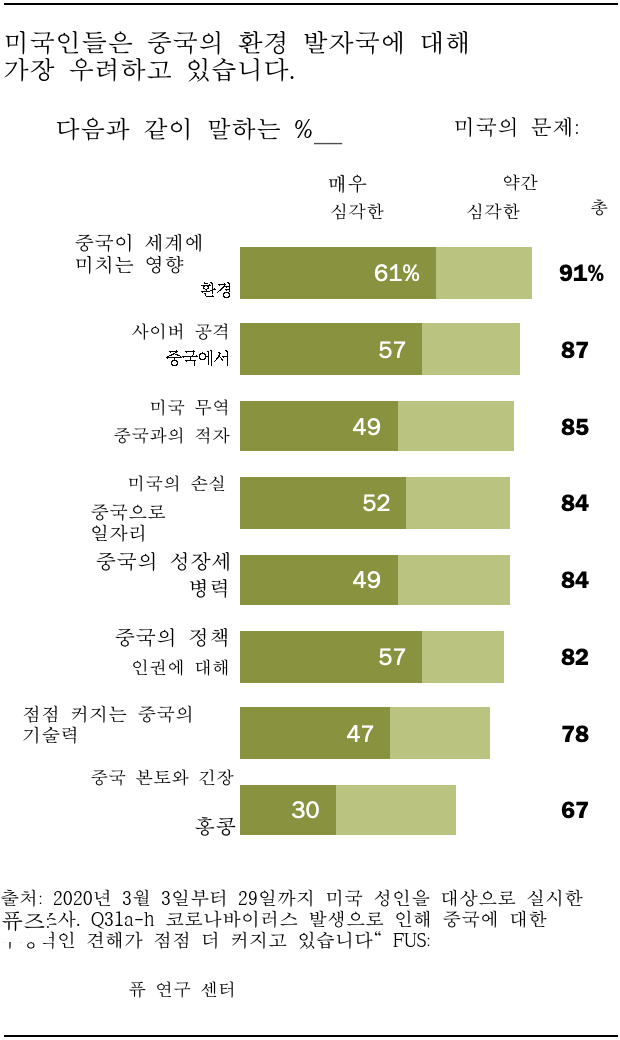 미국인들은 중국의 환경 발자국에 대해
가장 우려하고 있습니다.
다음과 같이 말하는 %__ 미국의 문제:
매우 약간
심각한 심각한 총
중국이 세계에
미치는 영향
환경
61% 91%
사이버 공격
중국에서
57 87
미국 무역
중국과의 적자
49 85
미국의 손실
중국으로
일자리
52 84
중국의 성장세
병력
49 84
중국의 정책
인권에 대해
57 82
점점 커지는 중국의
기술력
47 78
중국 본토와 긴장
홍콩
30 67
출처: 2020년 3월 3일부터 29일까지 미국 성인을 대상으로 실시한
퓨즈 Q31a-h 코로나바이러스 발생으로 인해 중국에 대한
견해가 점점 더 커지고 있습니다“ FUS:
퓨 연구 센터